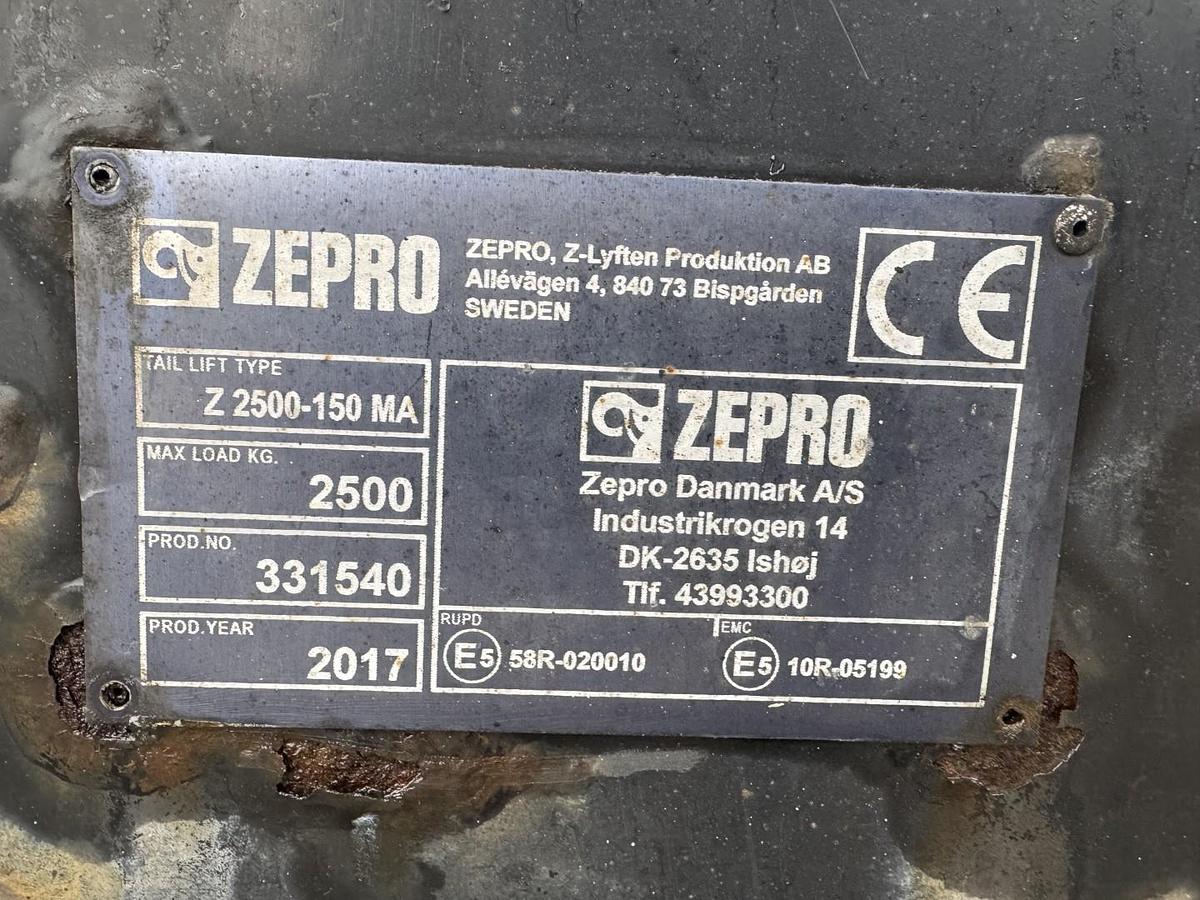 ZEPRO
ZEPRO, Z-Lyften Produktion AB
Allévägen 4, 840 73 Bispgården
SWEDEN
CE
TAIL LIFT TYPE
Z 2500-150 MA
MAX LOAD KG.
2500
PROD.NO.
331540
PROD.YEAR
2017
ZEPRO
Zepro Danmark A/S
Industrikrogen 14
DK-2635 Ishøj
Tlf. 43993300
RUPD
E5 58R-020010
EMC
E5 10R-05199